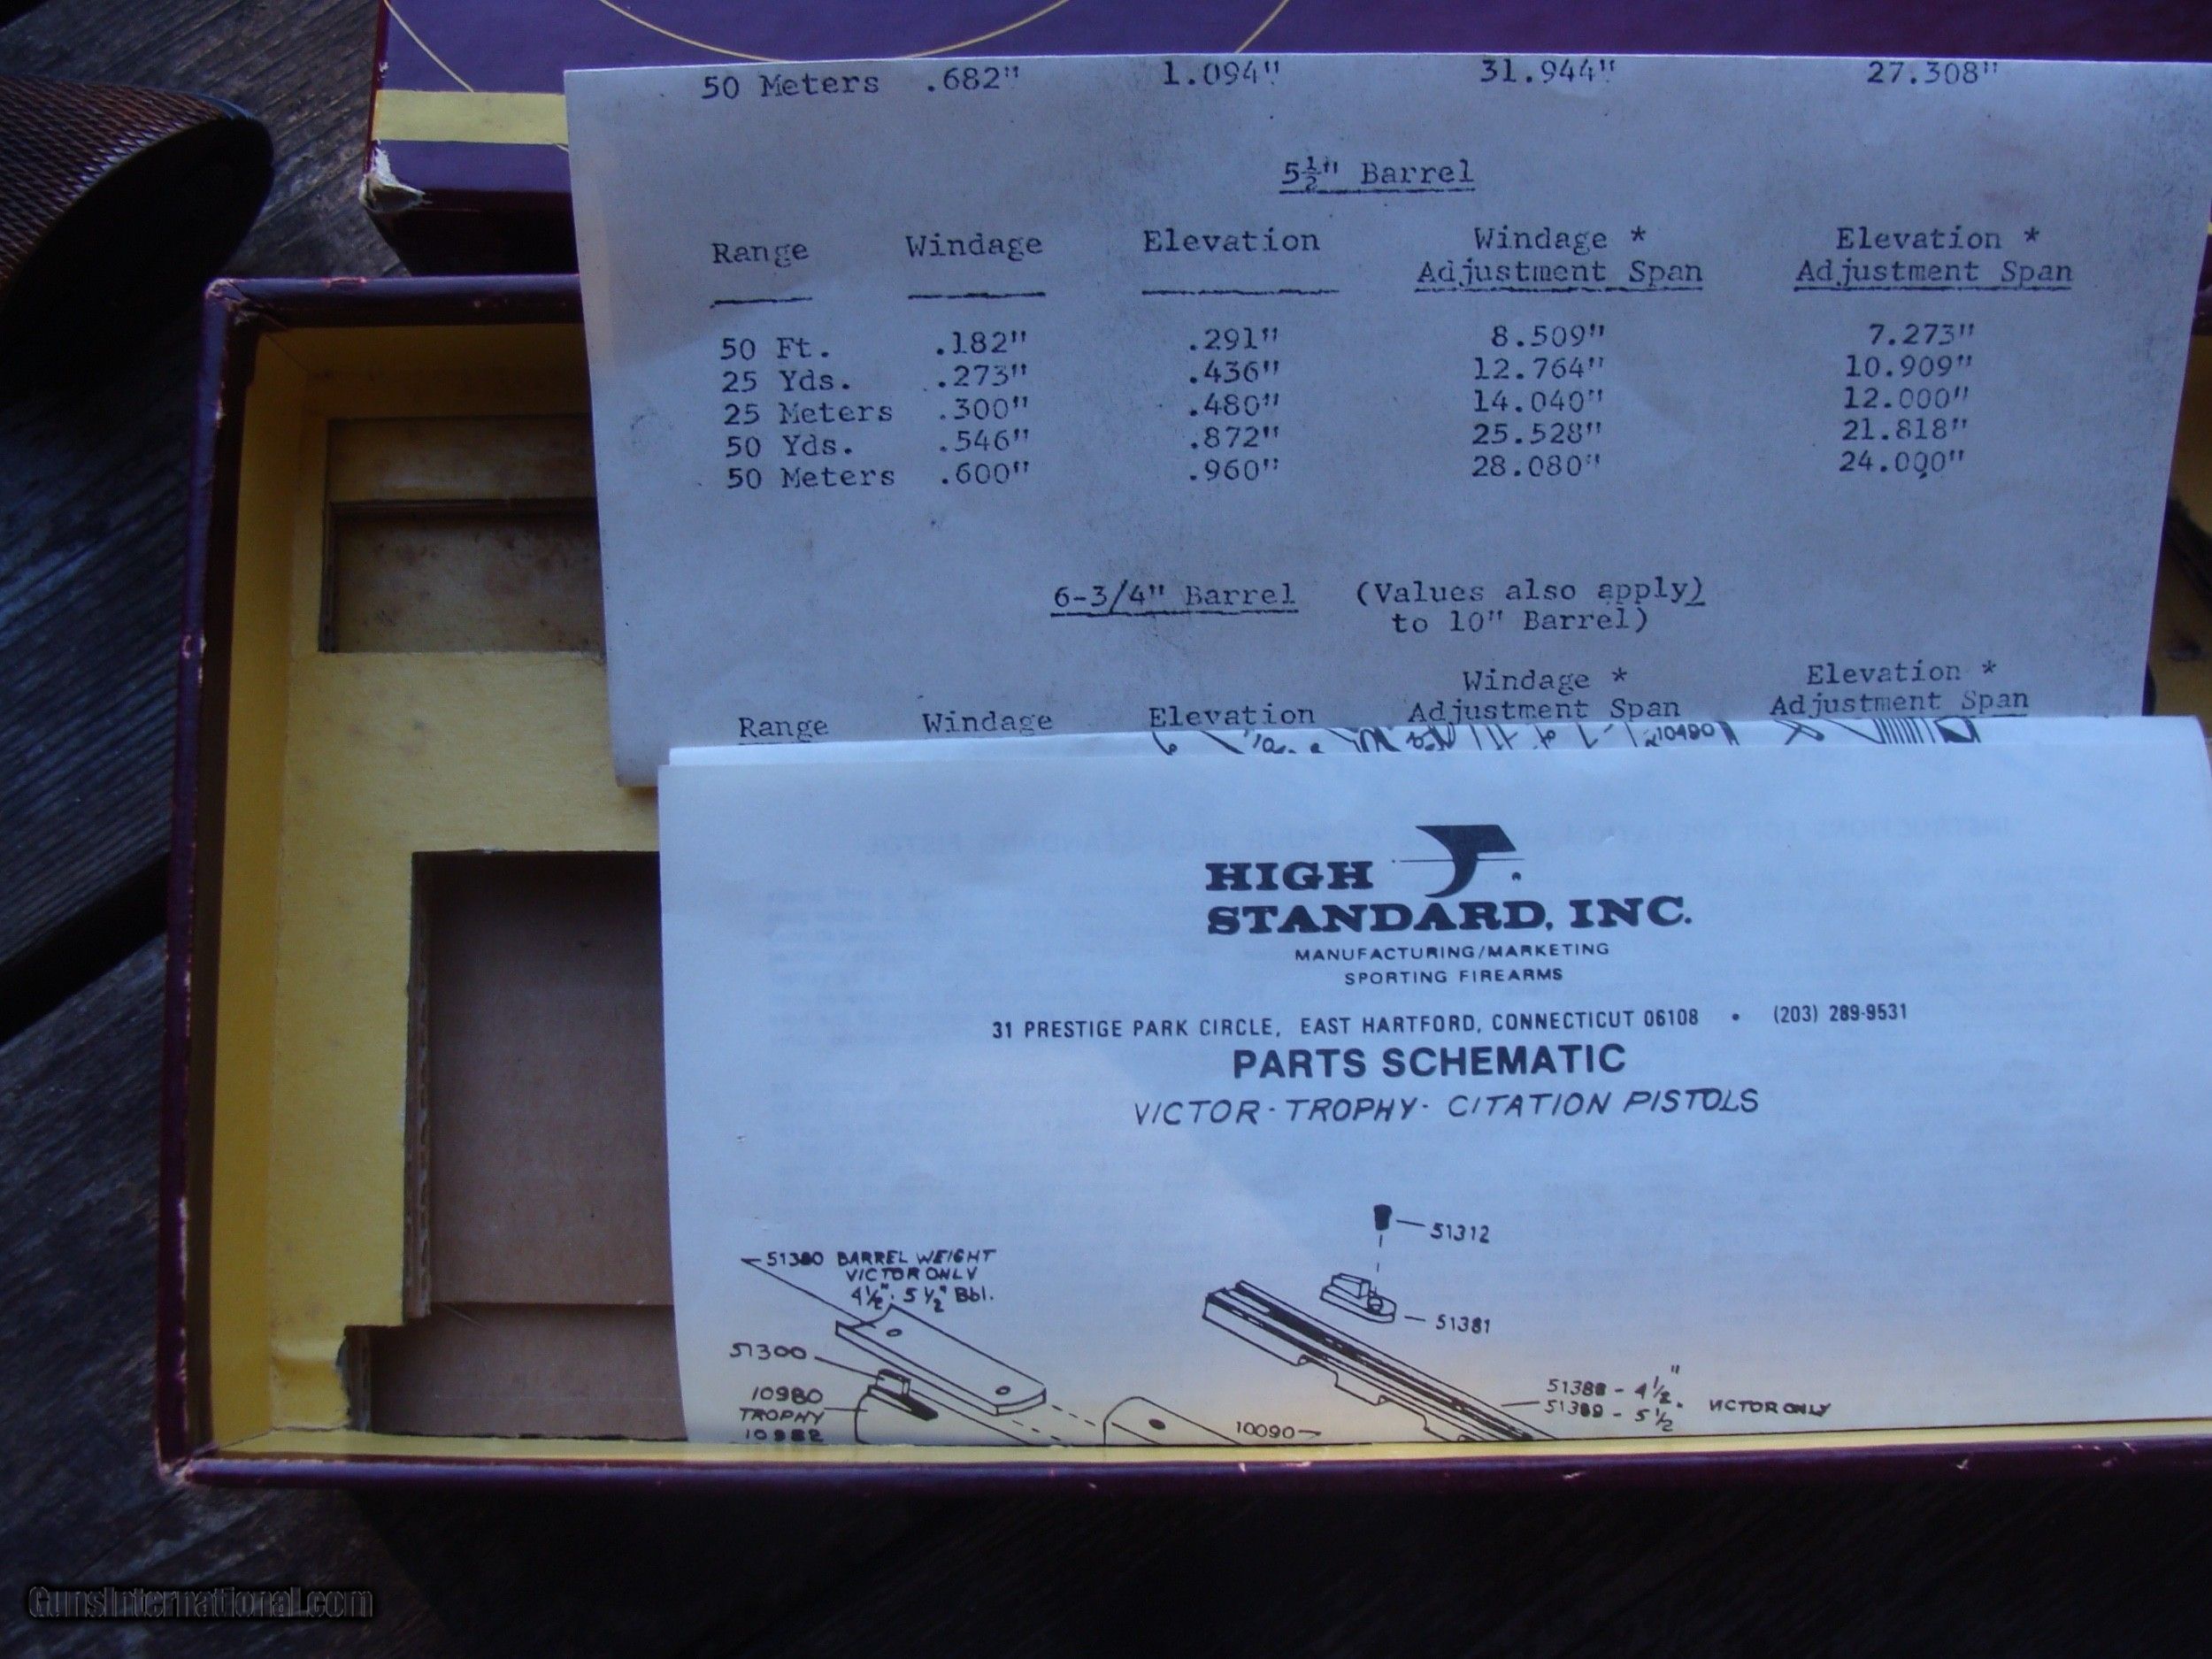 50 Meters .682" 1.094" 31.944" 27.308"
5½" Barrel
Range Windage Elevation Windage * Adjustment Span Elevation * Adjustment Span
50 Ft. .182" .291" 8.509" 7.273"
25 Yds. .273" .436" 12.764" 10.909"
25 Meters .300" .480" 14.040" 12.000"
50 Yds. .546" .872" 25.528" 21.818"
50 Meters .600" .960" 28.080" 24.000"
6-3/4" Barrel (Values also apply)
to 10" Barrel)
Windage * Elevation *
Range Windage Elevation Adjustment Span Adjustment Span
10490
HIGH
STANDARD, INC.
MANUFACTURING/MARKETING
SPORTING FIREARMS
31 PRESTIGE PARK CIRCLE, EAST HARTFORD, CONNECTICUT 06108 • (203) 289-9531
PARTS SCHEMATIC
VICTOR - TROPHY - CITATION PISTOLS
51312
51380 BARREL WEIGHT
VICTOR ONLY
4½", 5½" Bbl.
51381
51300
10980
TROPHY
10982
10090
51388 - 4½"
51389 - 5½
VICTOR ONLY
GunsInternational.com